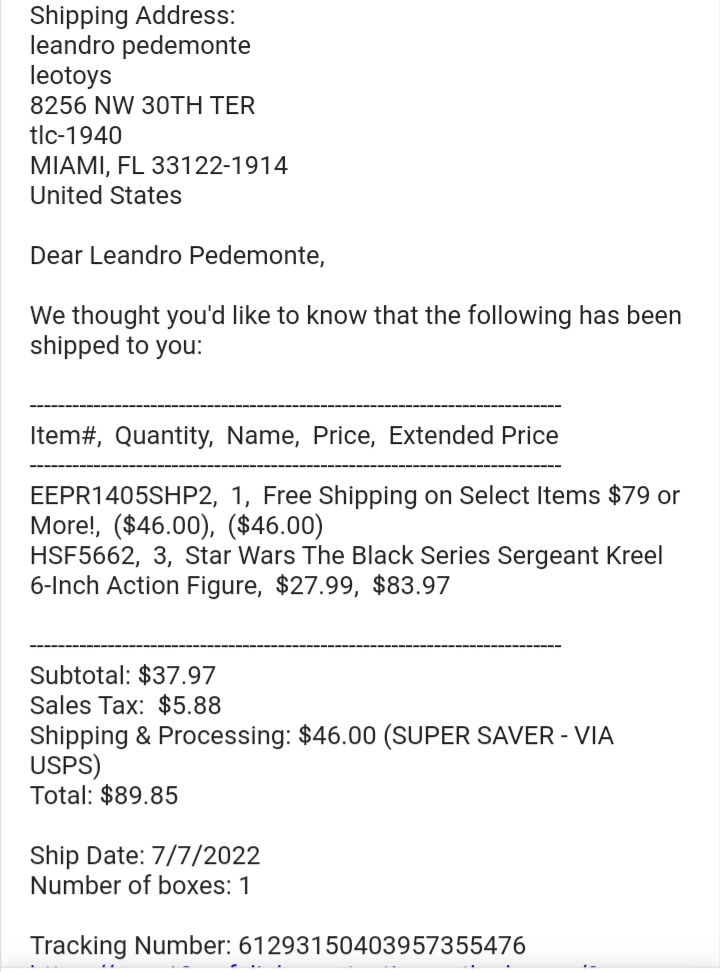 Shipping Address:
leandro pedemonte
leotoys
8256 NW 30TH TER
tlc-1940
MIAMI, FL 33122-1914
United States
Dear Leandro Pedemonte,
We thought you'd like to know that the following has been
shipped to you:
---------------------------------------------------------------------------
Item#,  Quantity,  Name,  Price,  Extended Price
---------------------------------------------------------------------------
EEPR1405SHP2,  1,  Free Shipping on Select Items $79 or
More!,  ($46.00),  ($46.00)
HSF5662,  3,  Star Wars The Black Series Sergeant Kreel
6-Inch Action Figure,  $27.99,  $83.97
---------------------------------------------------------------------------
Subtotal: $37.97
Sales Tax:  $5.88
Shipping & Processing: $46.00 (SUPER SAVER - VIA
USPS)
Total: $89.85
Ship Date: 7/7/2022
Number of boxes: 1
Tracking Number: 61293150403957355476